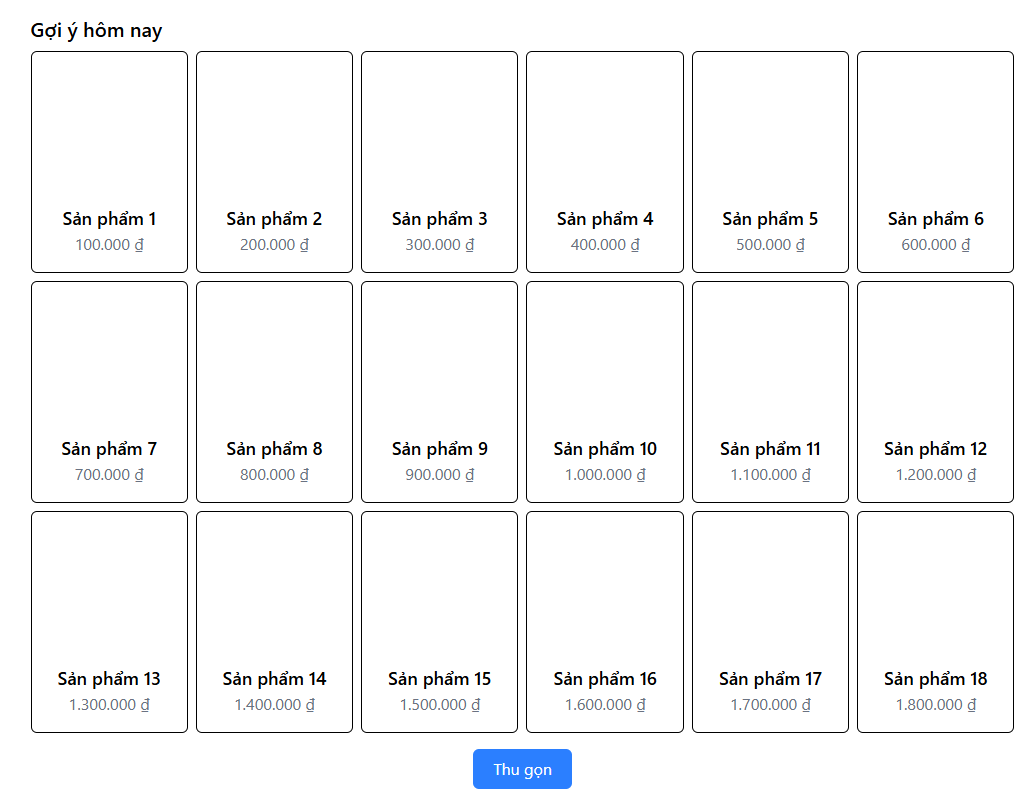 Gợi ý hôm nay
Sản phẩm 1 Sản phẩm 2 Sản phẩm 3 Sản phẩm 4 Sản phẩm 5 Sản phẩm 6
100.000 ₫ 200.000 ₫ 300.000 ₫ 400.000 ₫ 500.000 ₫ 600.000 ₫
Sản phẩm 7 Sản phẩm 8 Sản phẩm 9 Sản phẩm 10 Sản phẩm 11 Sản phẩm 12
700.000 ₫ 800.000 ₫ 900.000 ₫ 1.000.000 ₫ 1.100.000 ₫ 1.200.000 ₫
Sản phẩm 13 Sản phẩm 14 Sản phẩm 15 Sản phẩm 16 Sản phẩm 17 Sản phẩm 18
1.300.000 ₫ 1.400.000 ₫ 1.500.000 ₫ 1.600.000 ₫ 1.700.000 ₫ 1.800.000 ₫
Thu gọn